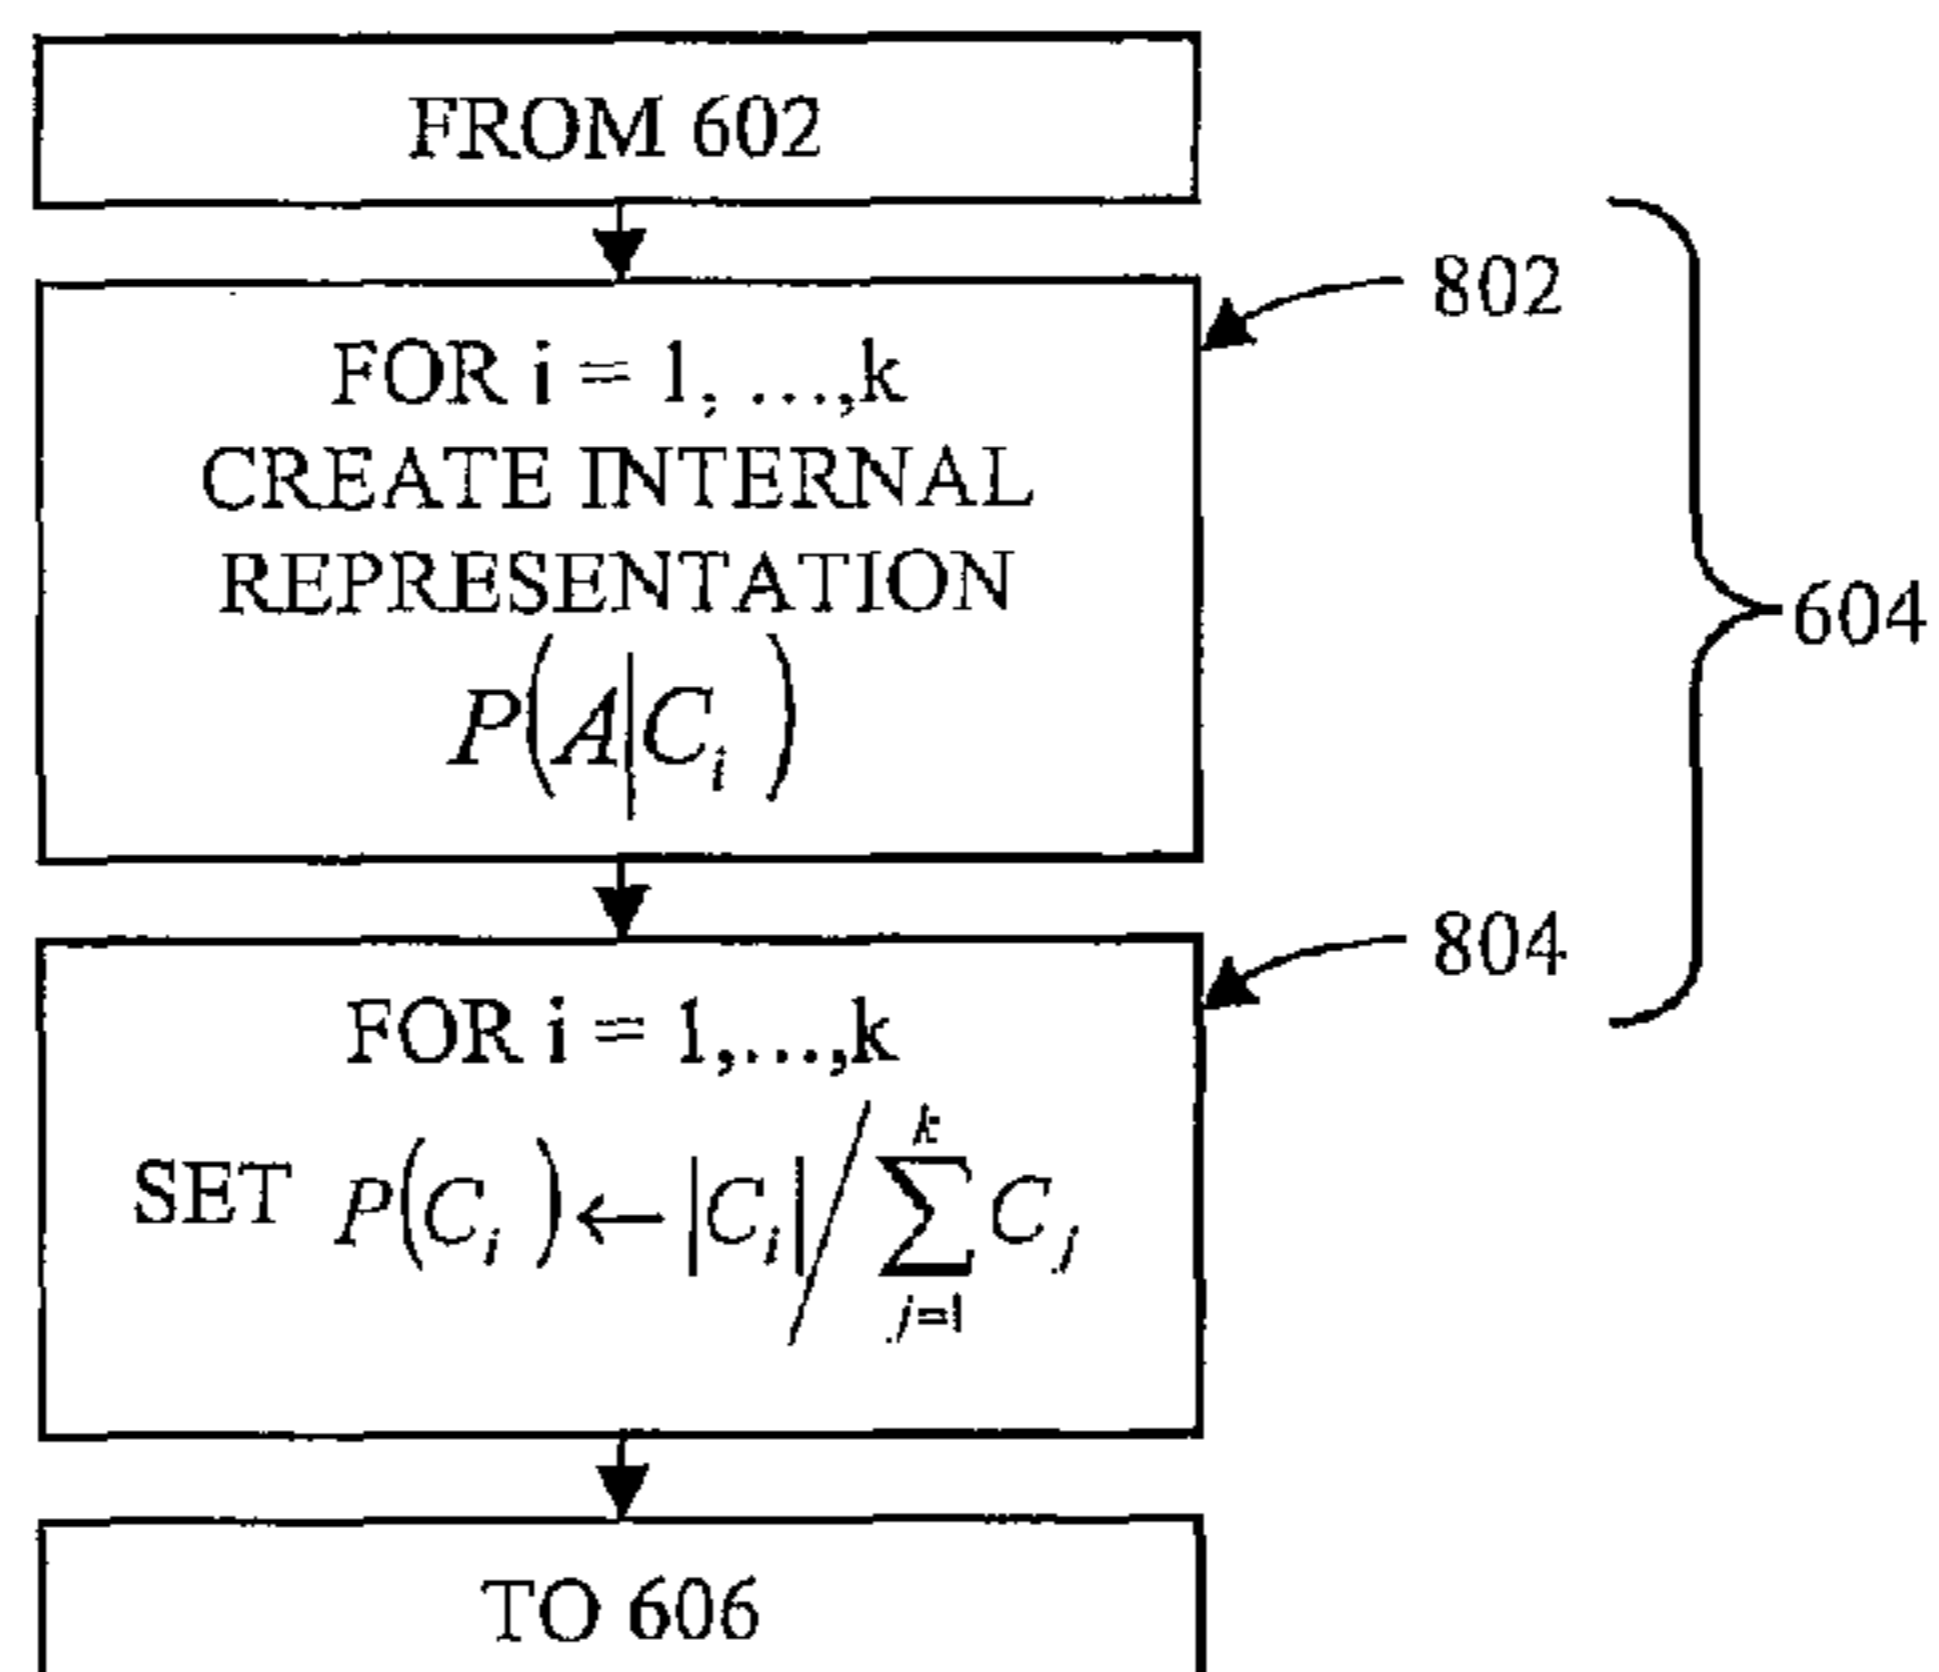 FROM 602
802
FOR i = 1, ...,k
CREATE INTERNAL
REPRESENTATION
P(A|C_i)
604
804
FOR i = 1,...,k
SET P(C_i) ← |C_i| / ∑_{j=1}^{k} C_j
TO 606